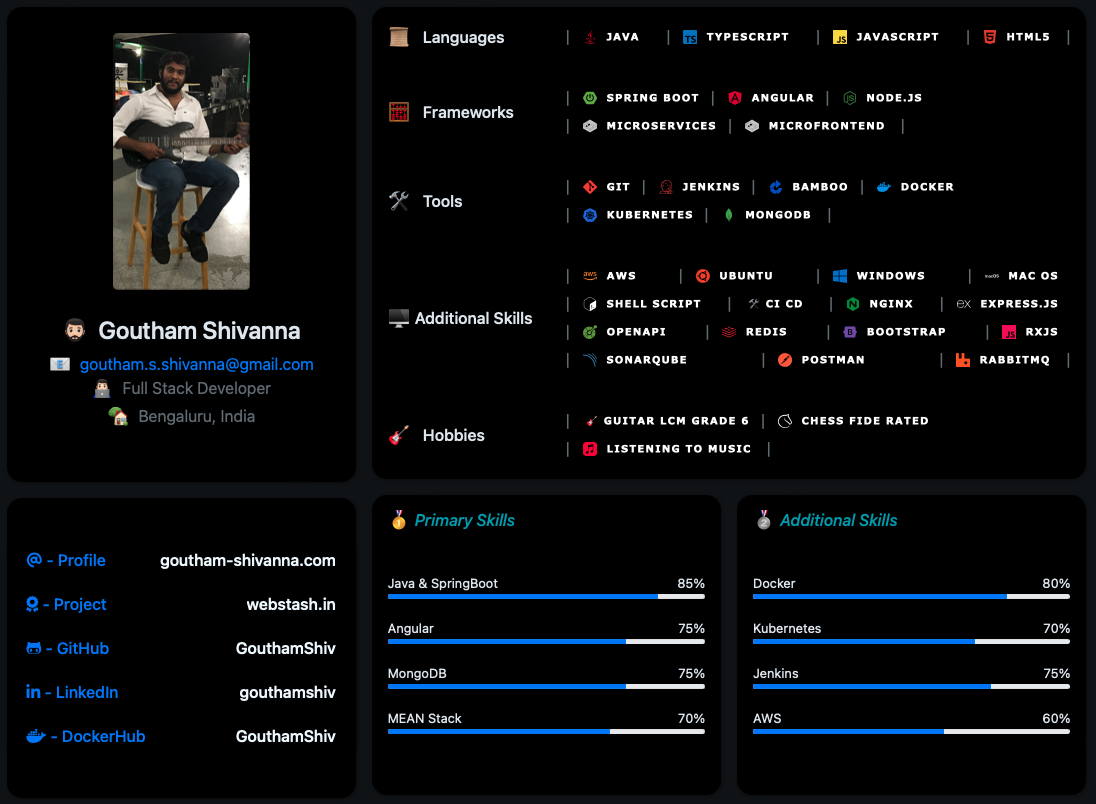 Goutham Shivanna
goutham.s.shivanna@gmail.com
Full Stack Developer
Bengaluru, India
Languages
| JAVA | TYPESCRIPT | JAVASCRIPT | HTML5 |
Frameworks
| SPRING BOOT | ANGULAR | NODE.JS
| MICROSERVICES | MICROFRONTEND |
Tools
| GIT | JENKINS | BAMBOO | DOCKER
| KUBERNETES | MONGODB |
Additional Skills
| AWS | UBUNTU | WINDOWS | macOS MAC OS
| SHELL SCRIPT | CI CD | NGINX | EX EXPRESS.JS
| OPENAPI | REDIS | BOOTSTRAP | RXJS
| SONARQUBE | POSTMAN | RABBITMQ |
Hobbies
| GUITAR LCM GRADE 6 | CHESS FIDE RATED
| LISTENING TO MUSIC |
@ - Profile goutham-shivanna.com
- Project webstash.in
- GitHub GouthamShiv
in - LinkedIn gouthamshiv
- DockerHub GouthamShiv
Primary Skills
Java & SpringBoot 85%
Angular 75%
MongoDB 75%
MEAN Stack 70%
Additional Skills
Docker 80%
Kubernetes 70%
Jenkins 75%
AWS 60%